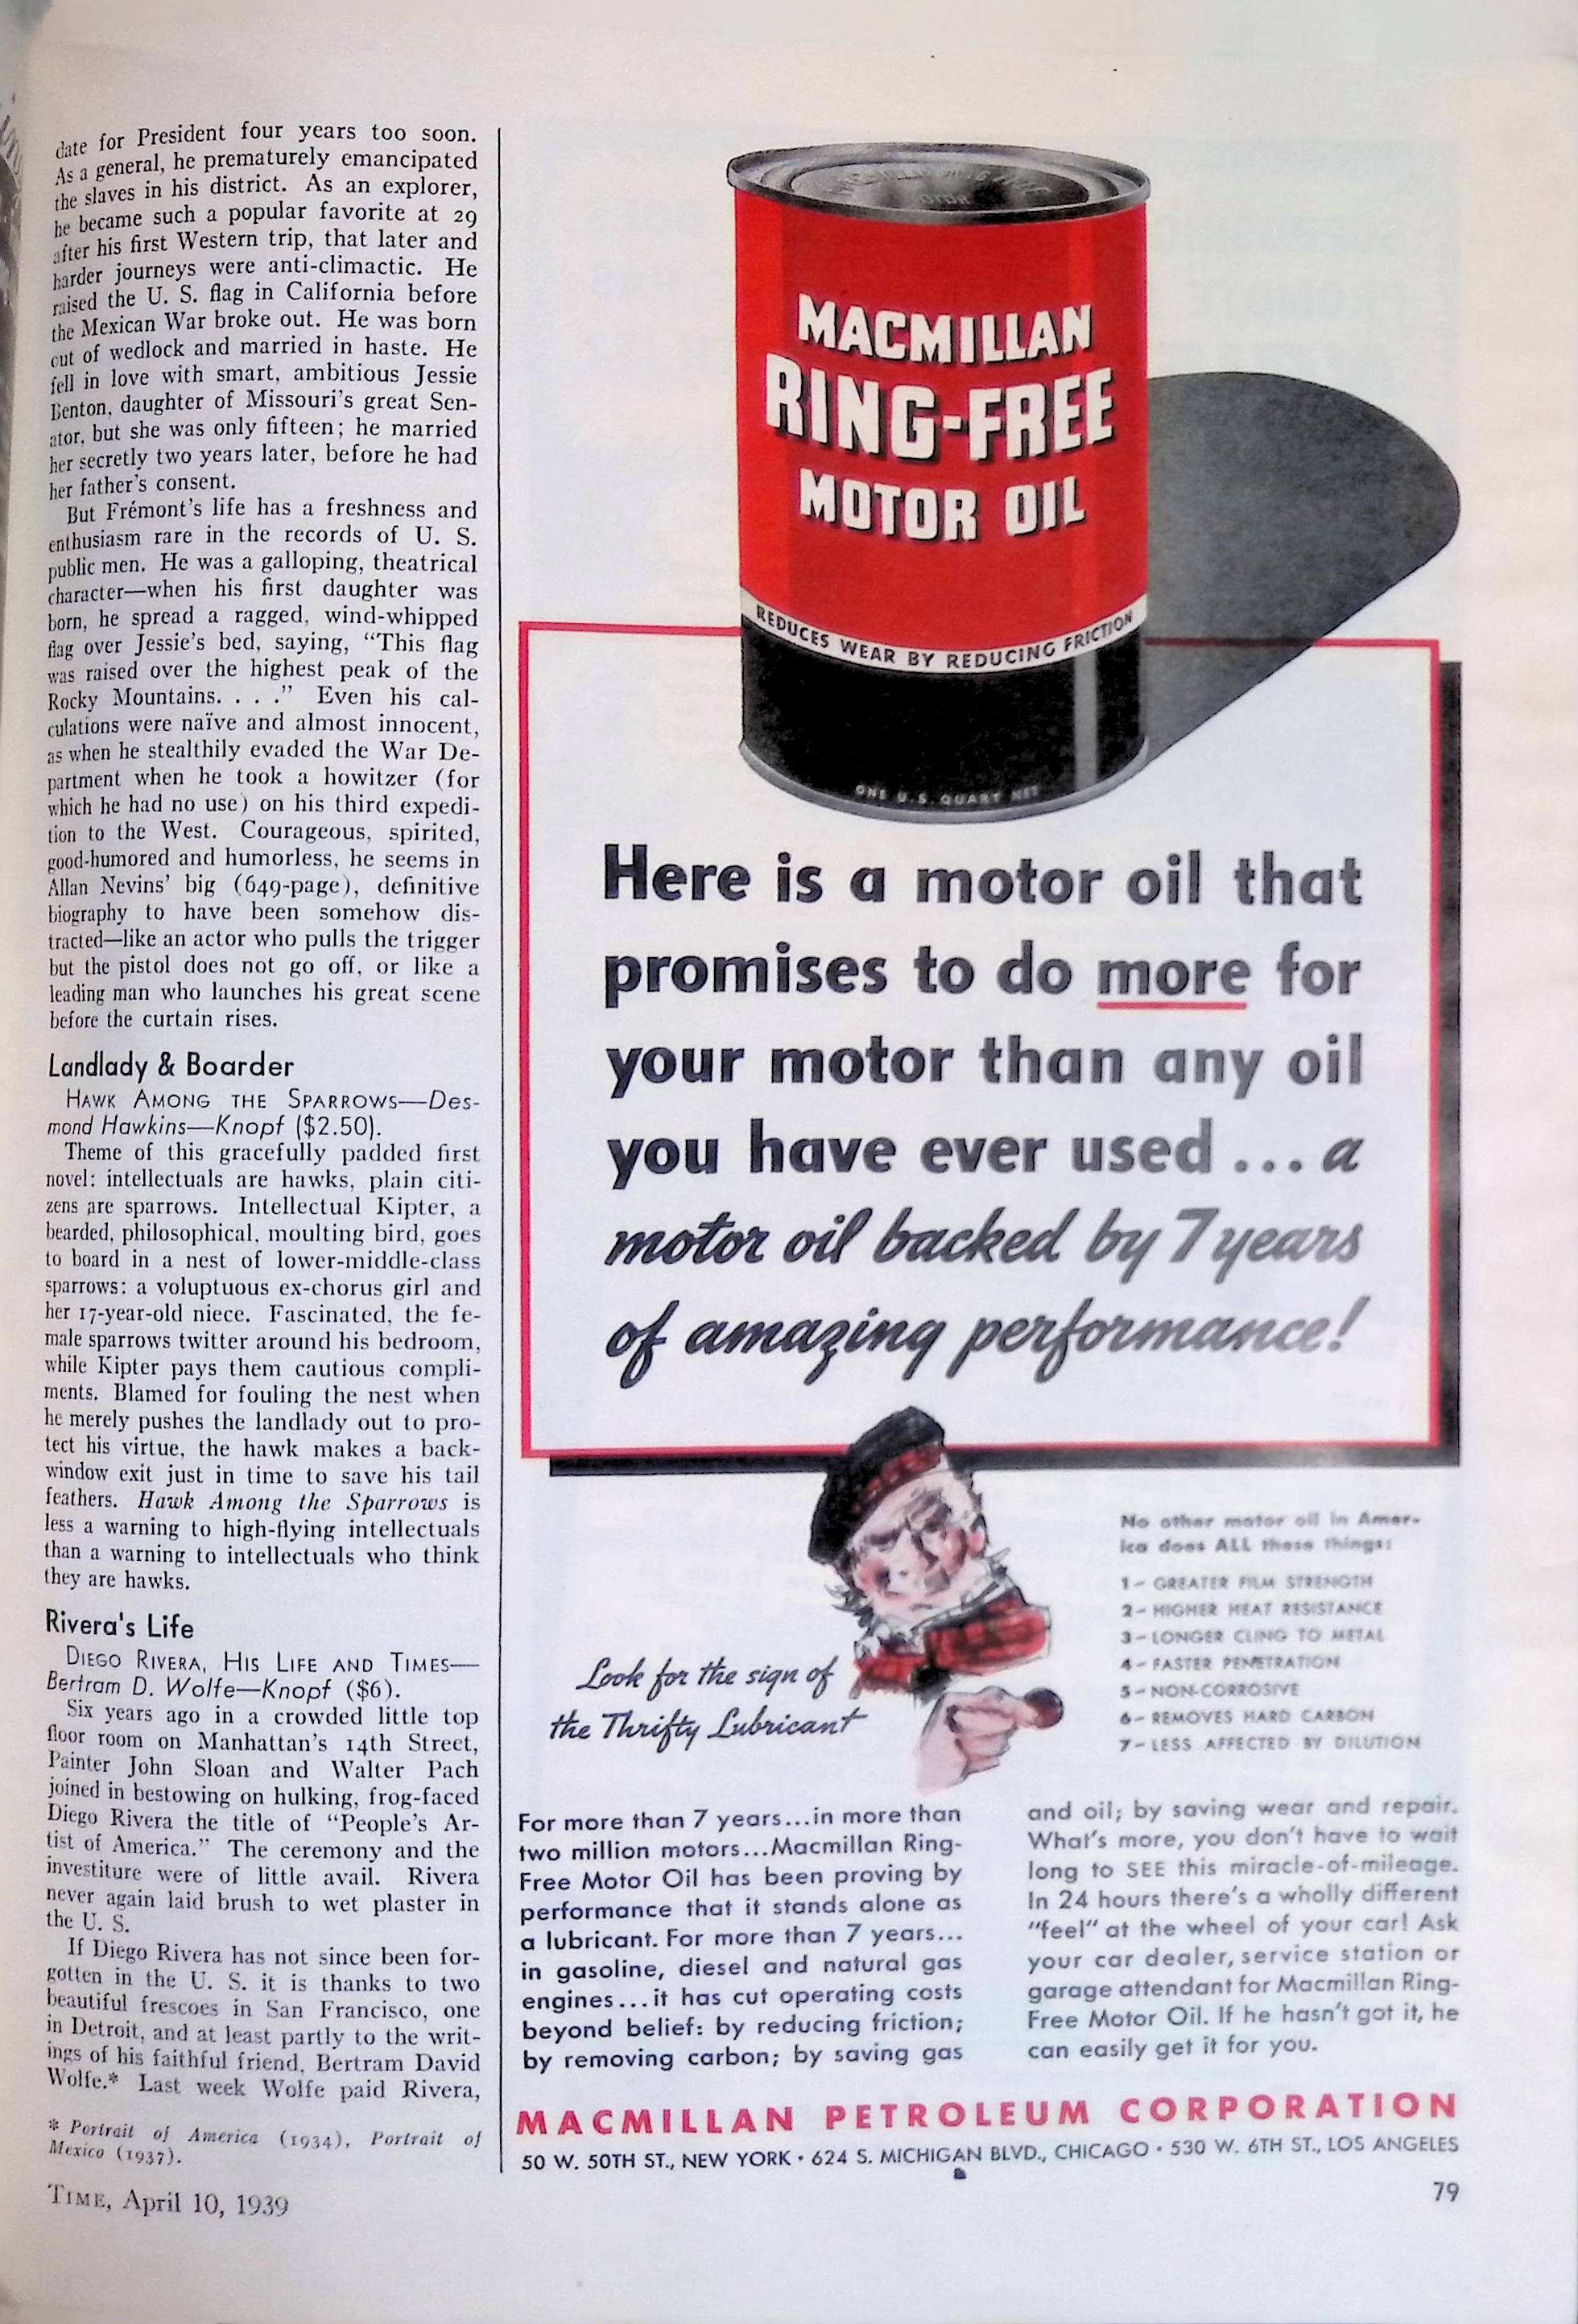 date for President four years too soon.
As a general, he prematurely emancipated
the slaves in his district. As an explorer,
he became such a popular favorite at 29
after his first Western trip, that later and
harder journeys were anti-climactic. He
raised the U. S. flag in California before
the Mexican War broke out. He was born
out of wedlock and married in haste. He
fell in love with smart, ambitious Jessie
Benton, daughter of Missouri's great Sen-
ator, but she was only fifteen; he married
her secretly two years later, before he had
her father's consent.
But Frémont's life has a freshness and
enthusiasm rare in the records of U. S.
public men. He was a galloping, theatrical
character—when his first daughter was
born, he spread a ragged, wind-whipped
flag over Jessie's bed, saying, "This flag
was raised over the highest peak of the
Rocky Mountains. . . ." Even his cal-
culations were naïve and almost innocent,
as when he stealthily evaded the War De-
partment when he took a howitzer (for
which he had no use) on his third expedi-
tion to the West. Courageous, spirited,
good-humored and humorless, he seems in
Allan Nevins' big (649-page), definitive
biography to have been somehow dis-
tracted—like an actor who pulls the trigger
but the pistol does not go off, or like a
leading man who launches his great scene
before the curtain rises.
Landlady & Boarder
HAWK AMONG THE SPARROWS—Des-
mond Hawkins—Knopf ($2.50).
Theme of this gracefully padded first
novel: intellectuals are hawks, plain citi-
zens are sparrows. Intellectual Kipter, a
bearded, philosophical, moulting bird, goes
to board in a nest of lower-middle-class
sparrows: a voluptuous ex-chorus girl and
her 17-year-old niece. Fascinated, the fe-
male sparrows twitter around his bedroom,
while Kipter pays them cautious compli-
ments. Blamed for fouling the nest when
he merely pushes the landlady out to pro-
tect his virtue, the hawk makes a back-
window exit just in time to save his tail
feathers. Hawk Among the Sparrows is
less a warning to high-flying intellectuals
than a warning to intellectuals who think
they are hawks.
Rivera's Life
DIEGO RIVERA, HIS LIFE AND TIMES—
Bertram D. Wolfe—Knopf ($6).
Six years ago in a crowded little top
floor room on Manhattan's 14th Street,
Painter John Sloan and Walter Pach
joined in bestowing on hulking, frog-faced
Diego Rivera the title of "People's Ar-
tist of America." The ceremony and the
investiture were of little avail. Rivera
never again laid brush to wet plaster in
the U. S.
If Diego Rivera has not since been for-
gotten in the U. S. it is thanks to two
beautiful frescoes in San Francisco, one
in Detroit, and at least partly to the writ-
ings of his faithful friend, Bertram David
Wolfe.* Last week Wolfe paid Rivera,
* Portrait of America (1934), Portrait of
Mexico (1937).
TIME, April 10, 1939
MACMILLAN
RING-FREE
MOTOR OIL
REDUCES WEAR BY REDUCING FRICTION
ONE U.S. QUART NET
Here is a motor oil that
promises to do more for
your motor than any oil
you have ever used ... a
motor oil backed by 7 years
of amazing performance!
Look for the sign of
the Thrifty Lubricant
No other motor oil in Amer-
ica does ALL these things:
1 - GREATER FILM STRENGTH
2 - HIGHER HEAT RESISTANCE
3 - LONGER CLING TO METAL
4 - FASTER PENETRATION
5 - NON-CORROSIVE
6 - REMOVES HARD CARBON
7 - LESS AFFECTED BY DILUTION
For more than 7 years...in more than
two million motors...Macmillan Ring-
Free Motor Oil has been proving by
performance that it stands alone as
a lubricant. For more than 7 years...
in gasoline, diesel and natural gas
engines...it has cut operating costs
beyond belief: by reducing friction;
by removing carbon; by saving gas
and oil; by saving wear and repair.
What's more, you don't have to wait
long to SEE this miracle-of-mileage.
In 24 hours there's a wholly different
"feel" at the wheel of your car! Ask
your car dealer, service station or
garage attendant for Macmillan Ring-
Free Motor Oil. If he hasn't got it, he
can easily get it for you.
MACMILLAN PETROLEUM CORPORATION
50 W. 50TH ST., NEW YORK • 624 S. MICHIGAN BLVD., CHICAGO • 530 W. 6TH ST., LOS ANGELES
79